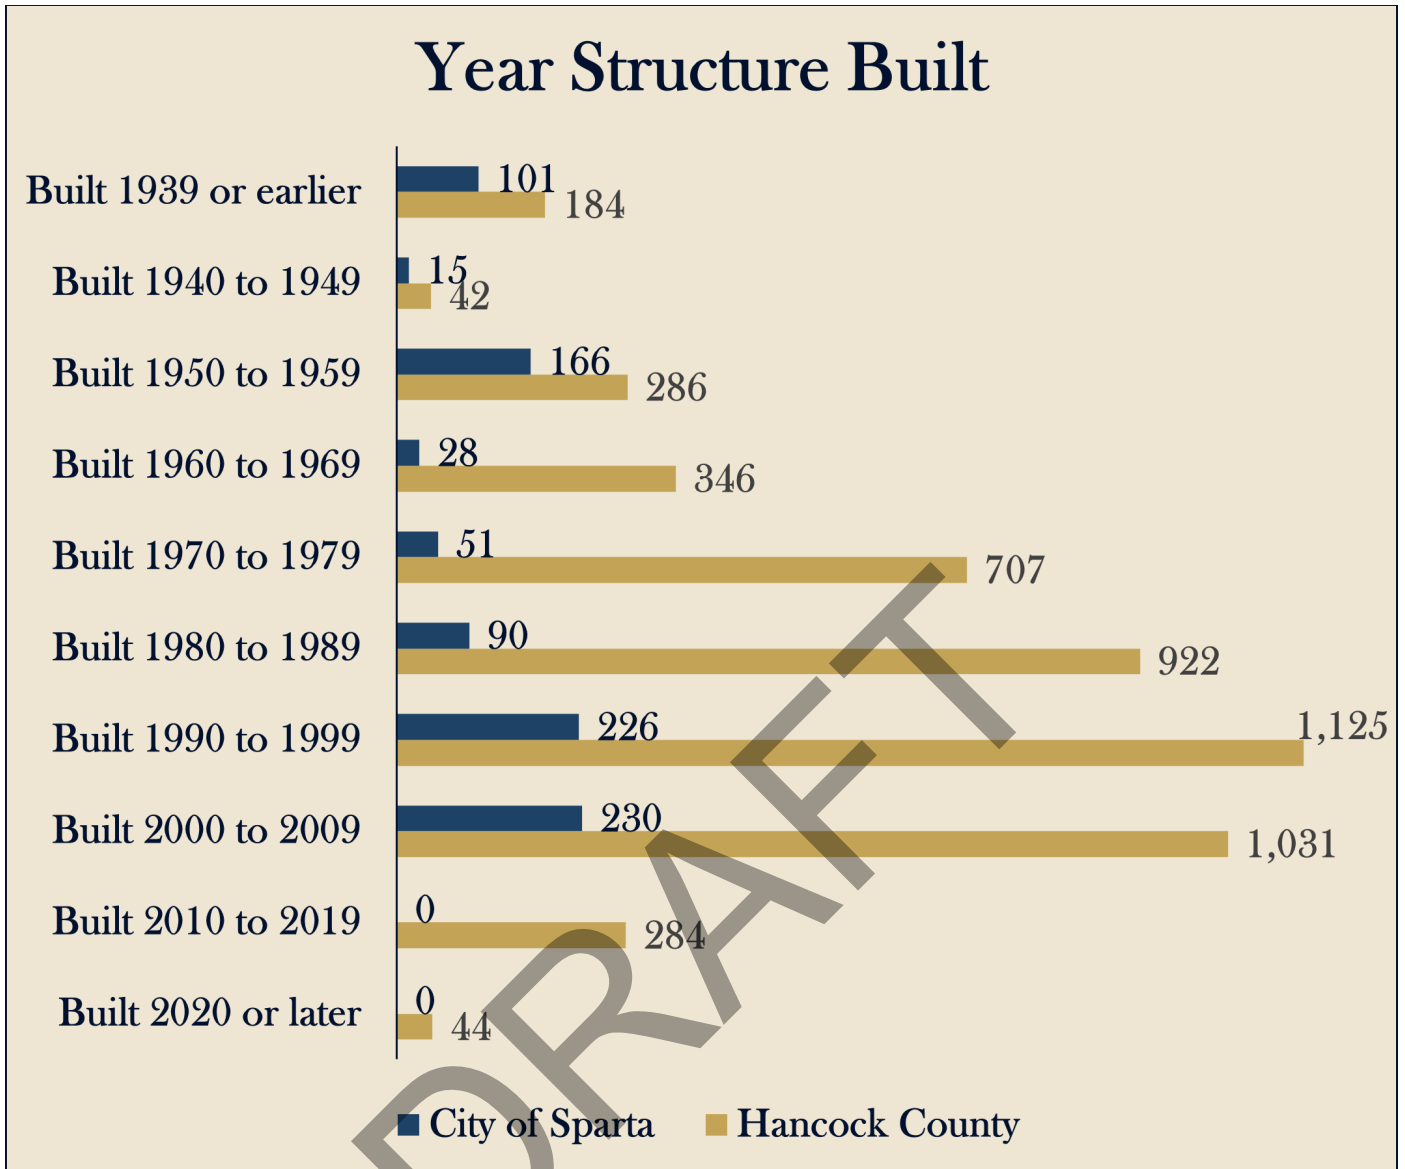 Year Structure Built
Built 1939 or earlier
101
184
Built 1940 to 1949
15
42
Built 1950 to 1959
166
286
Built 1960 to 1969
28
346
Built 1970 to 1979
51
707
Built 1980 to 1989
90
922
Built 1990 to 1999
226
1,125
Built 2000 to 2009
230
1,031
Built 2010 to 2019
0
284
Built 2020 or later
0
44
City of Sparta
Hancock County
DRAFT